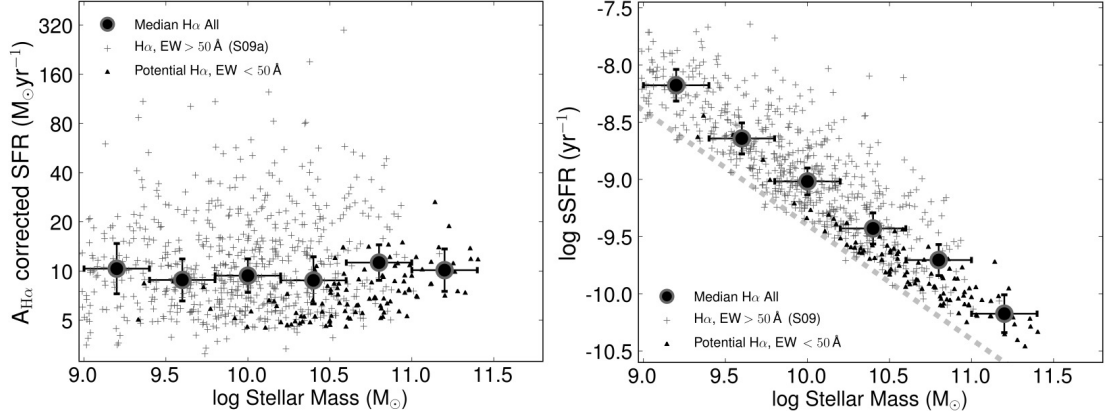 320
160
80
40
20
10
5
A_Hα corrected SFR (M⊙yr⁻¹)
Median Hα All
Hα, EW > 50 Å (S09a)
Potential Hα, EW < 50 Å
9.0 9.5 10.0 10.5 11.0 11.5
log Stellar Mass (M⊙)
-7.5
-8.0
-8.5
-9.0
-9.5
-10.0
-10.5
log sSFR (yr⁻¹)
Median Hα All
Hα, EW > 50 Å (S09)
Potential Hα, EW < 50 Å
9.0 9.5 10.0 10.5 11.0 11.5
log Stellar Mass (M⊙)